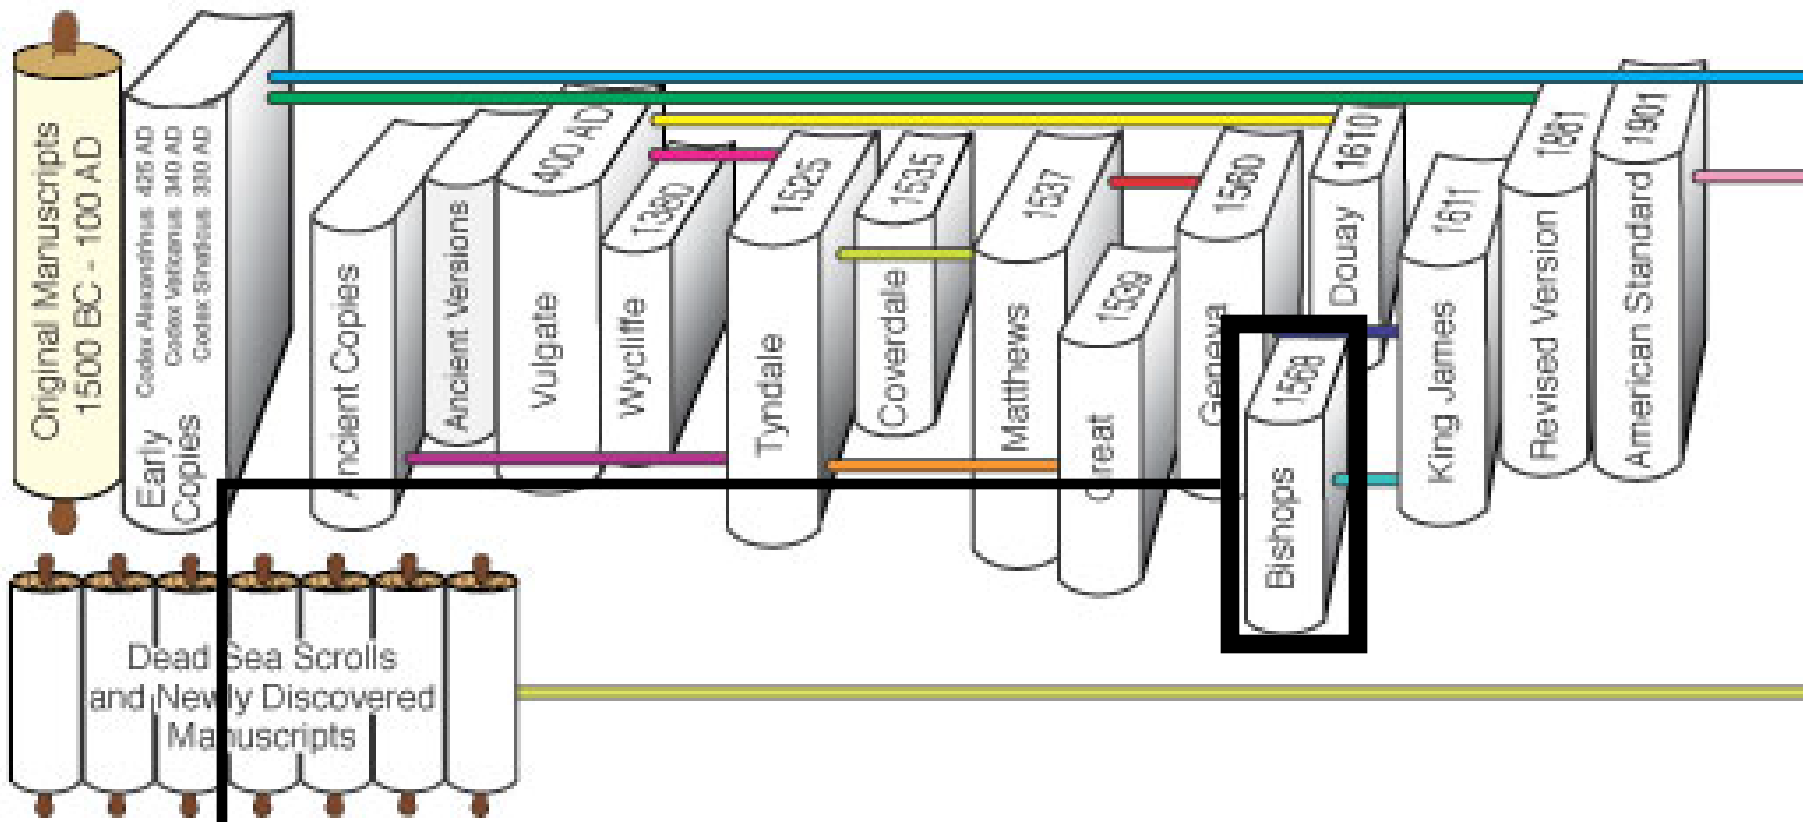 Original Manuscripts
1500 BC - 100 AD
Early
Copies
Codex Alexandrinus 425 AD
Codex Vaticanus 340 AD
Codex Sinaticus 330 AD
Ancient Copies
Ancient Versions
400 AD
Vulgate
1380
Wycliffe
1525
Tyndale
1535
Coverdale
1537
Matthews
1539
Great
1560
Geneva
1568
Bishops
1610
Douay
1611
King James
1881
Revised Version
1901
American Standard
Dead Sea Scrolls
and Newly Discovered
Manuscripts